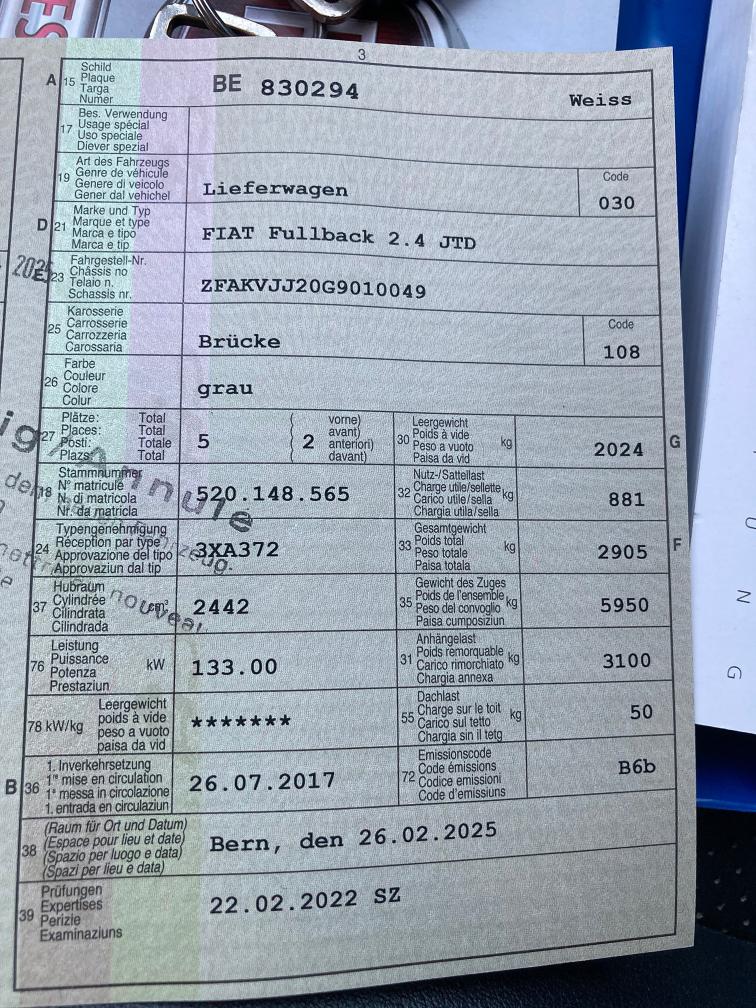 3
A 15 Schild
Plaque
Targa
Numer
BE 830294 Weiss
17 Bes. Verwendung
Usage spécial
Uso speciale
Diever spezial
19 Art des Fahrzeugs
Genre de véhicule
Genere di veicolo
Gener dal vehichel
Lieferwagen
Code
030
D 21 Marke und Typ
Marque et type
Marca e tipo
Marca e tip
FIAT Fullback 2.4 JTD
E 23 Fahrgestell-Nr.
Châssis no
Telaio n.
Schassis nr.
ZFAKVJJ20G9010049
25 Karosserie
Carrosserie
Carrozzeria
Carossaria
Brücke
Code
108
26 Farbe
Couleur
Colore
Colur
grau
27 Plätze: Total
Places: Total
Posti: Totale
Plazs: Total
5 ( 2 vorne)
( avant)
( anteriori)
( davant)
30 Leergewicht
Poids à vide
Peso a vuoto
Paisa da vid
kg
2024 G
18 Stammnummer
N° matricule
N. di matricola
Nr. da matricla
520.148.565
32 Nutz-/Sattellast
Charge utile/sellette
Carico utile/sella
Chargia utila/sella
kg
881
24 Typengenehmigung
Réception par type
Approvazione del tipo
Approvaziun dal tip
3XA372
33 Gesamtgewicht
Poids total
Peso totale
Paisa totala
kg
2905 F
37 Hubraum
Cylindrée
Cilindrata
Cilindrada
cm³
2442
35 Gewicht des Zuges
Poids de l'ensemble
Peso del convoglio
Paisa cumposiziun
kg
5950
76 Leistung
Puissance
Potenza
Prestaziun
kW
133.00
31 Anhängelast
Poids remorquable
Carico rimorchiato
Chargia annexa
kg
3100
78 kW/kg Leergewicht
poids à vide
peso a vuoto
paisa da vid
*******
55 Dachlast
Charge sur le toit
Carico sul tetto
Chargia sin il tetg
kg
50
B 36 1. Inverkehrsetzung
1re mise en circulation
1a messa in circolazione
1. entrada en circulaziun
26.07.2017
72 Emissionscode
Code émissions
Codice emissioni
Code d'emissiuns
B6b
38 (Raum für Ort und Datum)
(Espace pour lieu et date)
(Spazio per luogo e data)
(Spazi per lieu e data)
Bern, den 26.02.2025
39 Prüfungen
Expertises
Perizie
Examinaziuns
22.02.2022 SZ
2025
Annulé
nouveau
U
N
G